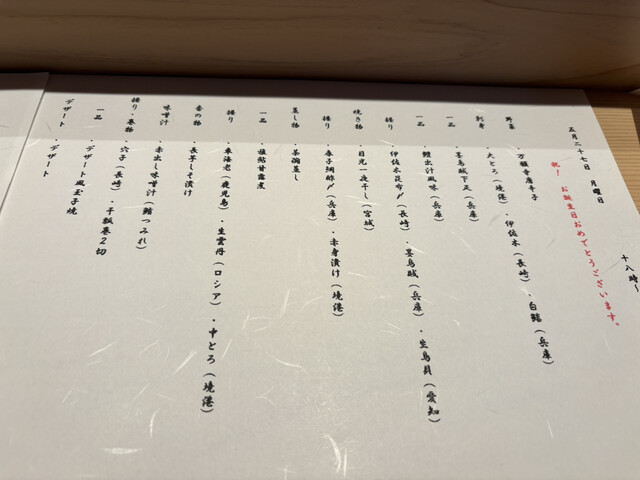 五月二十七日　月曜日　十八時～
祝！　お誕生日おめでとうございます。
野菜　・万願寺唐辛子
刺身　・大とろ（境港）・伊佐木（長崎）・白鱚（兵庫）
一品　・墨烏賊下足（兵庫）
一品　・鱧出汁風味（兵庫）
握り　・伊佐木昆布〆（長崎）・墨烏賊（兵庫）・生鳥貝（愛知）
焼き物　・目光一夜干し（宮城）
握り　・春子鯛酢〆（兵庫）・赤身漬け（境港）
蒸し物　・茶碗蒸し
一品　・稚鮎甘露煮
握り　・車海老（鹿児島）・生雲丹（ロシア）・中とろ（境港）
香の物　・長芋しそ漬け
味噌汁　・赤出し味噌汁（鱚つみれ）
握り・巻物　・穴子（長崎）・干瓢巻２切
一品　・デザート風玉子焼
デザート　・デザート